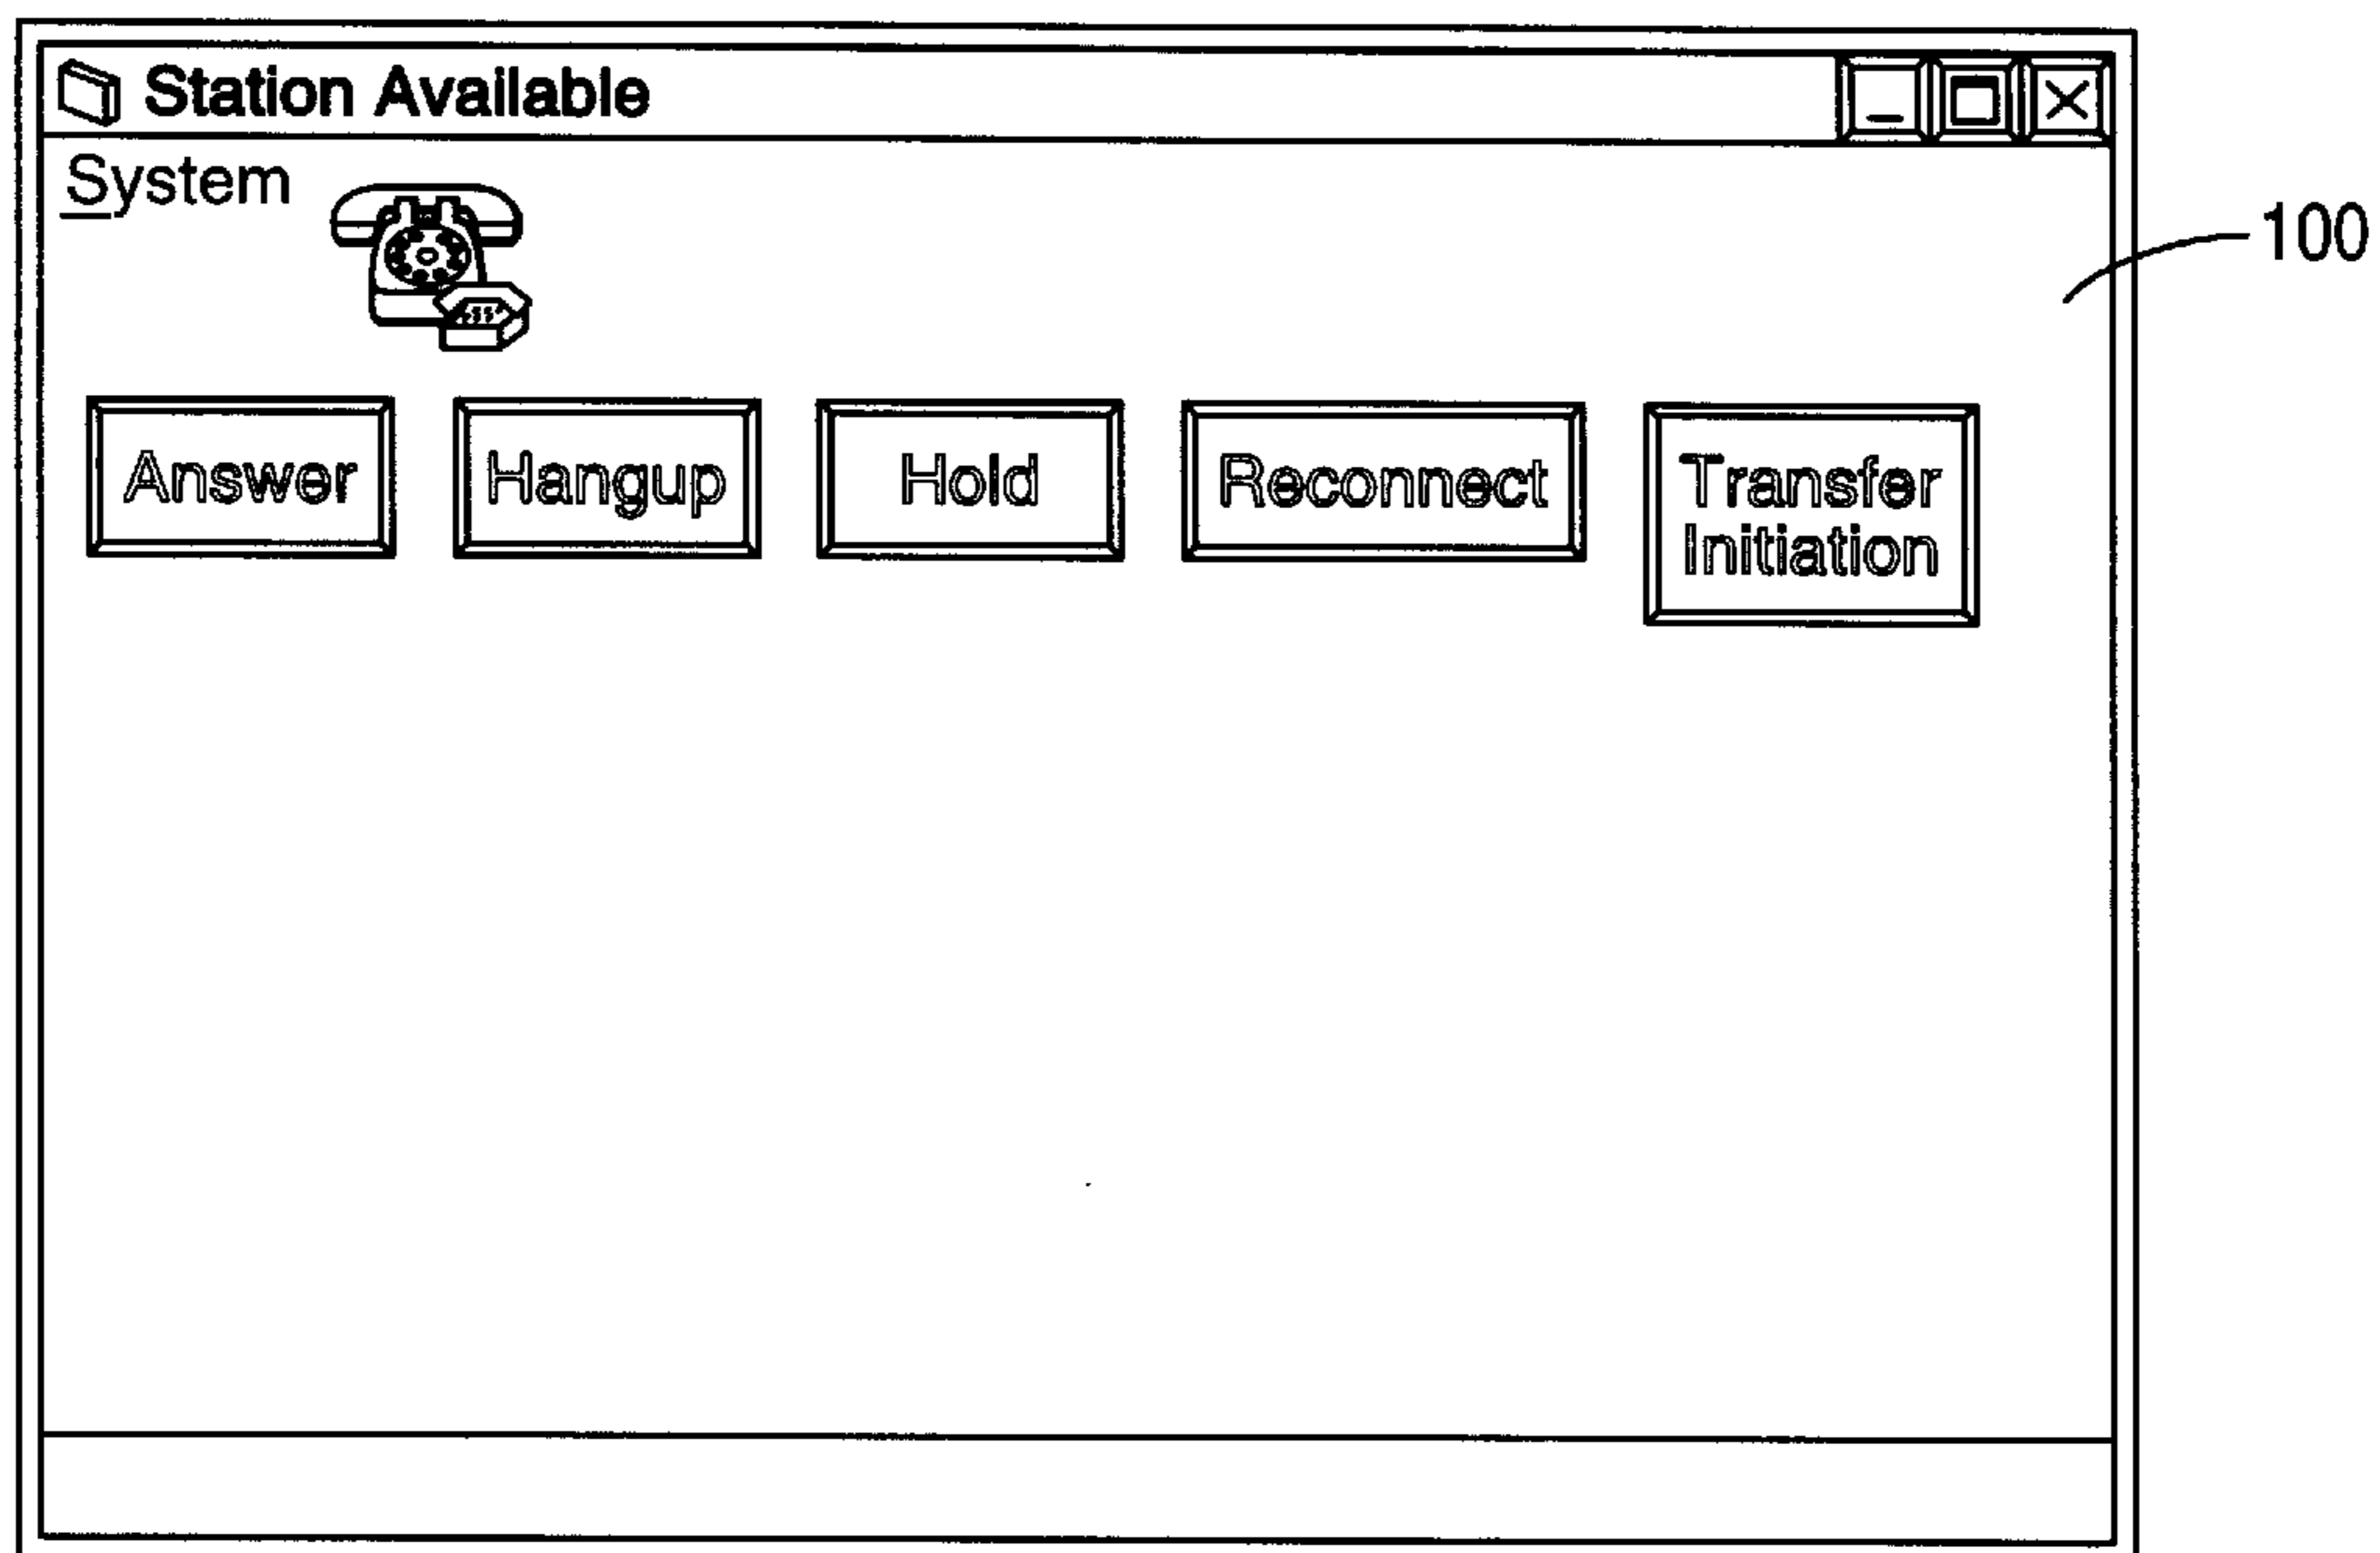 Station Available
System
100
Answer
Hangup
Hold
Reconnect
Transfer
Initiation